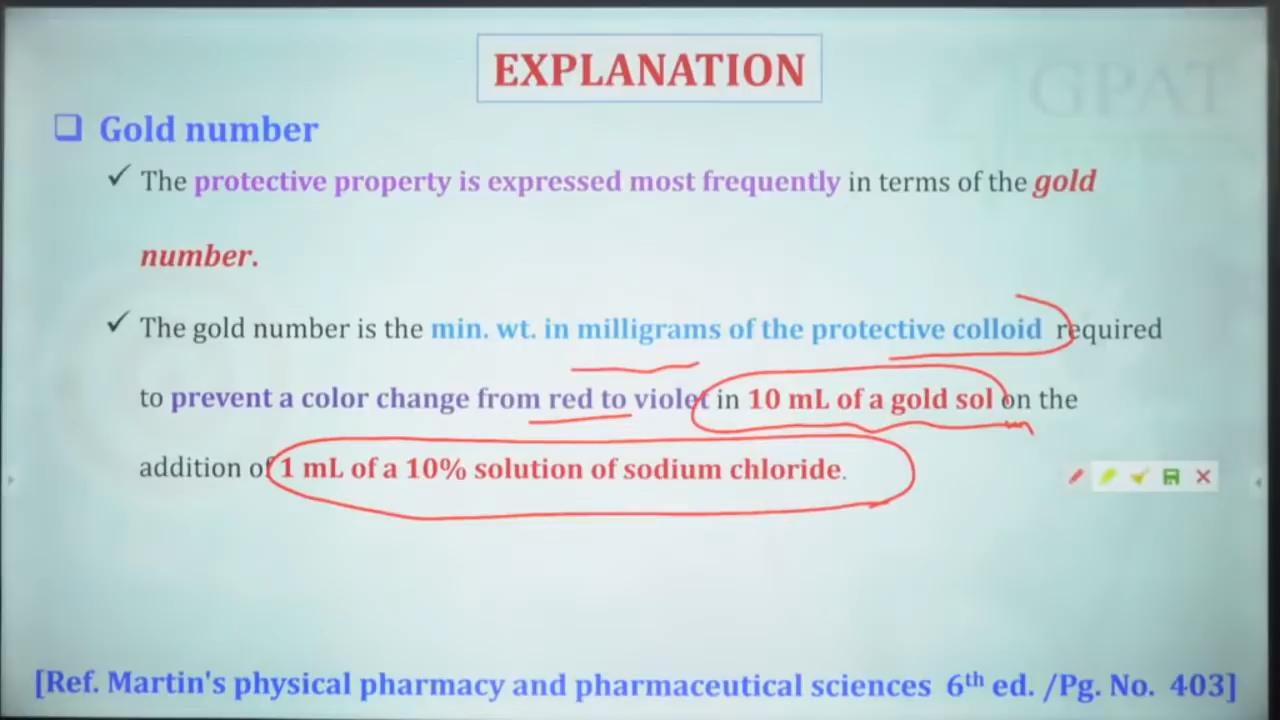 EXPLANATION
GPAT
❑ Gold number
✓ The protective property is expressed most frequently in terms of the gold
number.
✓ The gold number is the min. wt. in milligrams of the protective colloid required
to prevent a color change from red to violet in 10 mL of a gold sol on the
addition of 1 mL of a 10% solution of sodium chloride.
[Ref. Martin's physical pharmacy and pharmaceutical sciences 6th ed. /Pg. No. 403]